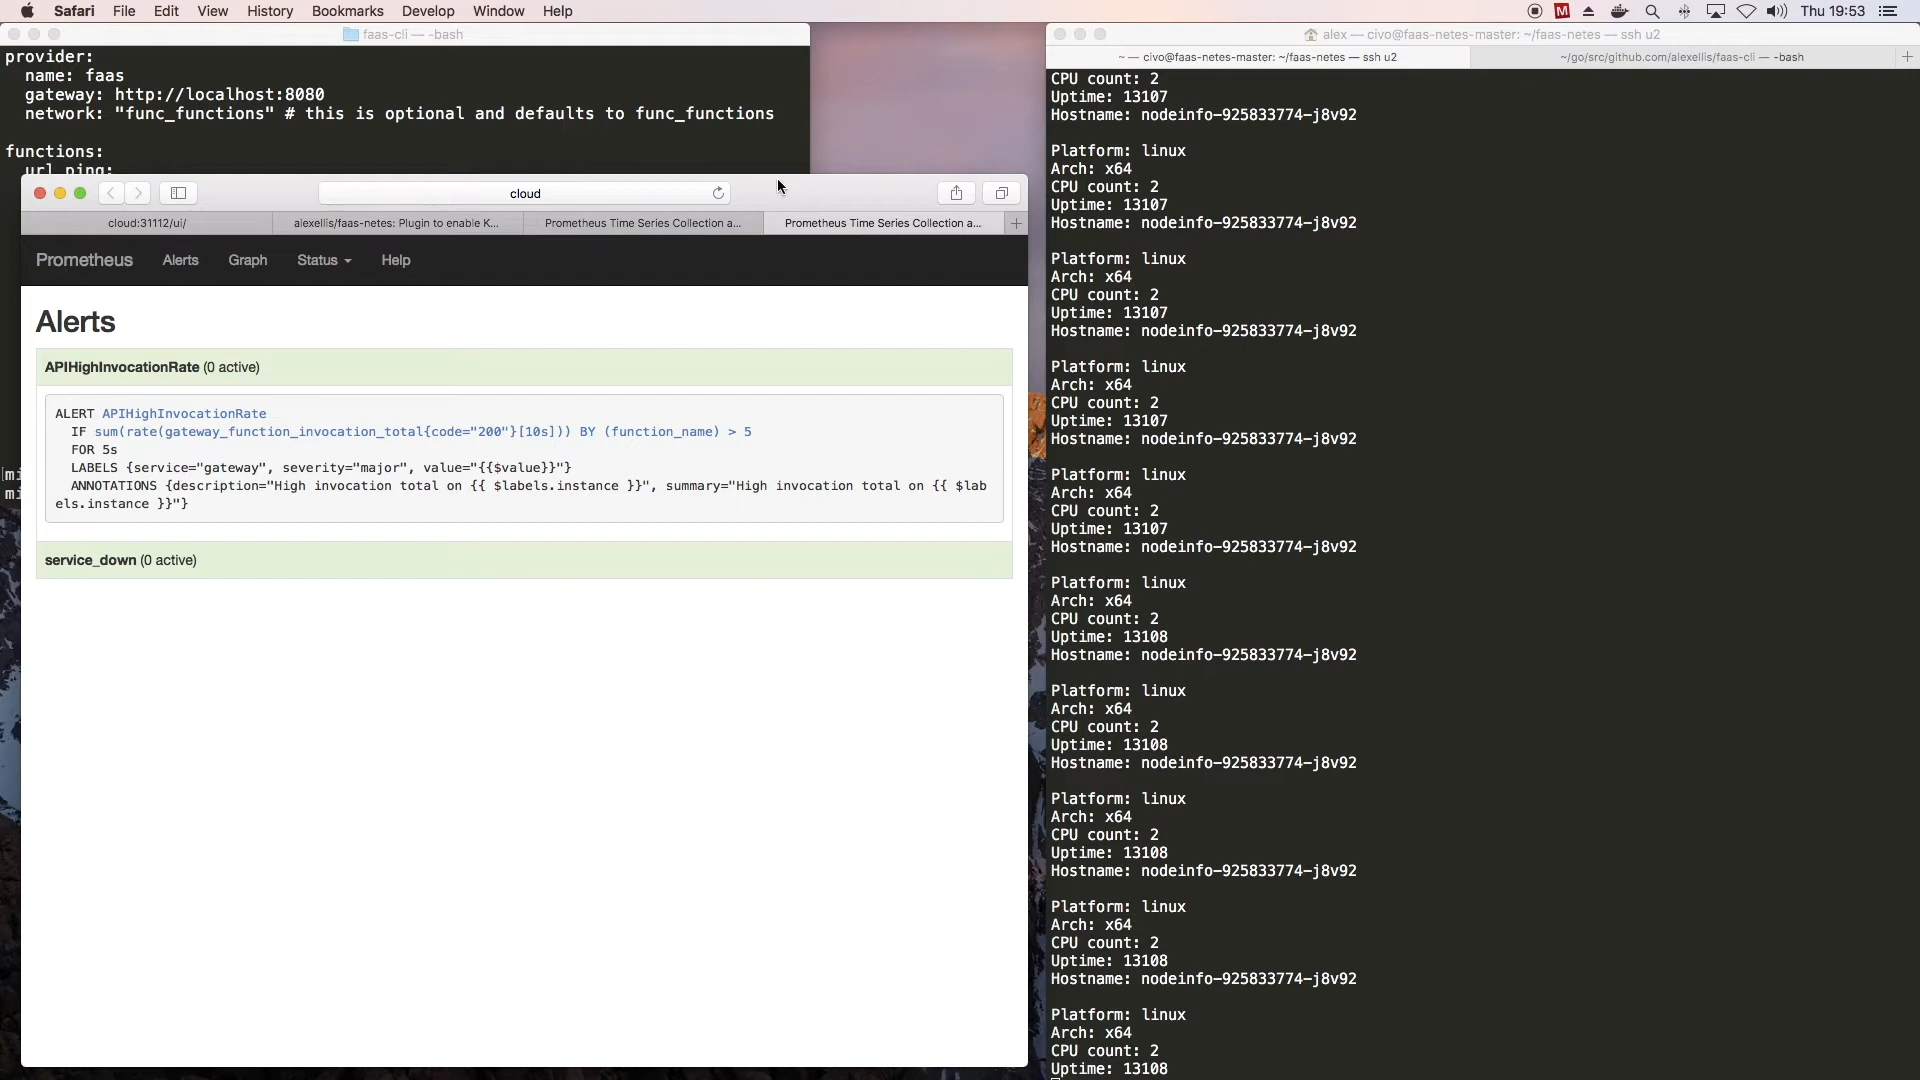 Safari File Edit View History Bookmarks Develop Window Help
Thu 19:53
faas-cli — -bash
provider:
name: faas
gateway: http://localhost:8080
network: "func_functions" # this is optional and defaults to func_functions
functions:
url_ping:
cloud
cloud:31112/ui/
alexellis/faas-netes: Plugin to enable K...
Prometheus Time Series Collection a...
Prometheus Time Series Collection a...
Prometheus Alerts Graph Status Help
Alerts
APIHighInvocationRate (0 active)
ALERT APIHighInvocationRate
IF sum(rate(gateway_function_invocation_total{code="200"}[10s])) BY (function_name) > 5
FOR 5s
LABELS {service="gateway", severity="major", value="{{$value}}"}
ANNOTATIONS {description="High invocation total on {{ $labels.instance }}", summary="High invocation total on {{ $lab
els.instance }}"}
service_down (0 active)
alex — civo@faas-netes-master: ~/faas-netes — ssh u2
~ — civo@faas-netes-master: ~/faas-netes — ssh u2
~/go/src/github.com/alexellis/faas-cli — -bash
CPU count: 2
Uptime: 13107
Hostname: nodeinfo-925833774-j8v92
Platform: linux
Arch: x64
CPU count: 2
Uptime: 13107
Hostname: nodeinfo-925833774-j8v92
Platform: linux
Arch: x64
CPU count: 2
Uptime: 13107
Hostname: nodeinfo-925833774-j8v92
Platform: linux
Arch: x64
CPU count: 2
Uptime: 13107
Hostname: nodeinfo-925833774-j8v92
Platform: linux
Arch: x64
CPU count: 2
Uptime: 13107
Hostname: nodeinfo-925833774-j8v92
Platform: linux
Arch: x64
CPU count: 2
Uptime: 13108
Hostname: nodeinfo-925833774-j8v92
Platform: linux
Arch: x64
CPU count: 2
Uptime: 13108
Hostname: nodeinfo-925833774-j8v92
Platform: linux
Arch: x64
CPU count: 2
Uptime: 13108
Hostname: nodeinfo-925833774-j8v92
Platform: linux
Arch: x64
CPU count: 2
Uptime: 13108
Hostname: nodeinfo-925833774-j8v92
Platform: linux
Arch: x64
CPU count: 2
Uptime: 13108